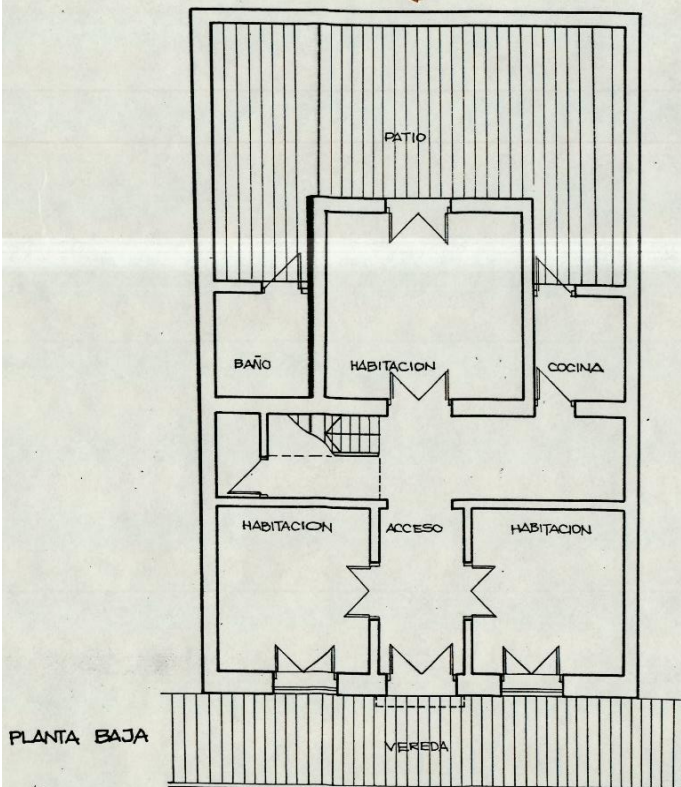 PATIO
BAÑO
HABITACION
COCINA
HABITACION
ACCESO
HABITACION
PLANTA BAJA
VEREDA